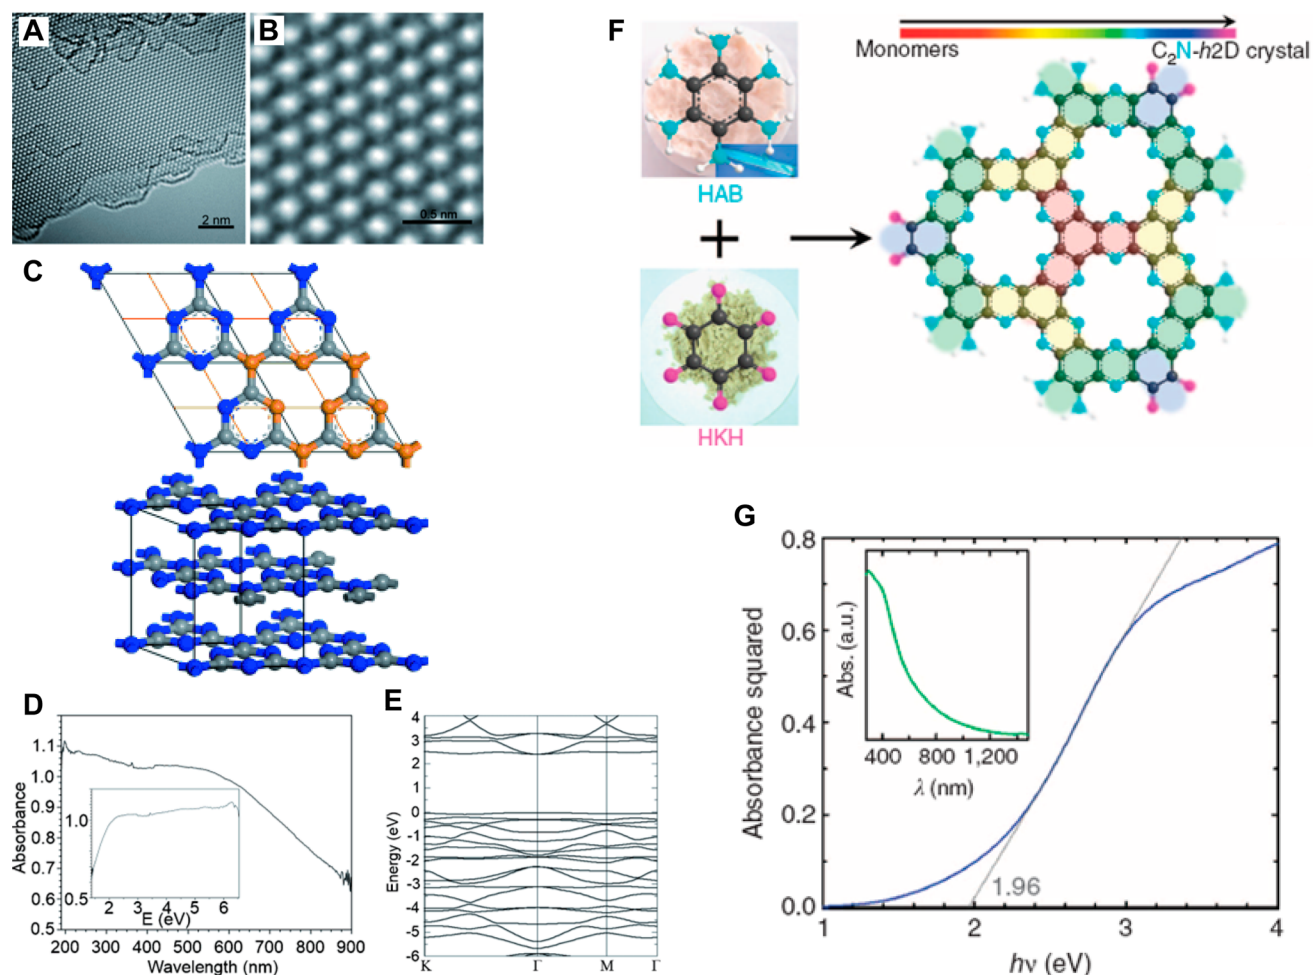 A
2 nm
B
0.5 nm
C
D
1.1
1.0
0.9
0.8
0.7
0.6
0.5
Absorbance
200 300 400 500 600 700 800 900
Wavelength (nm)
1.0
0.5
2 3 4 5 6
E (eV)
E
4
3
2
1
0
-1
-2
-3
-4
-5
-6
Energy (eV)
K Γ M Γ
F
Monomers
C₂N-h2D crystal
HAB
+
HKH
G
0.8
0.6
0.4
0.2
0.0
Absorbance squared
Abs. (a.u.)
400 800 1,200
λ (nm)
1.96
1 2 3 4
hν (eV)